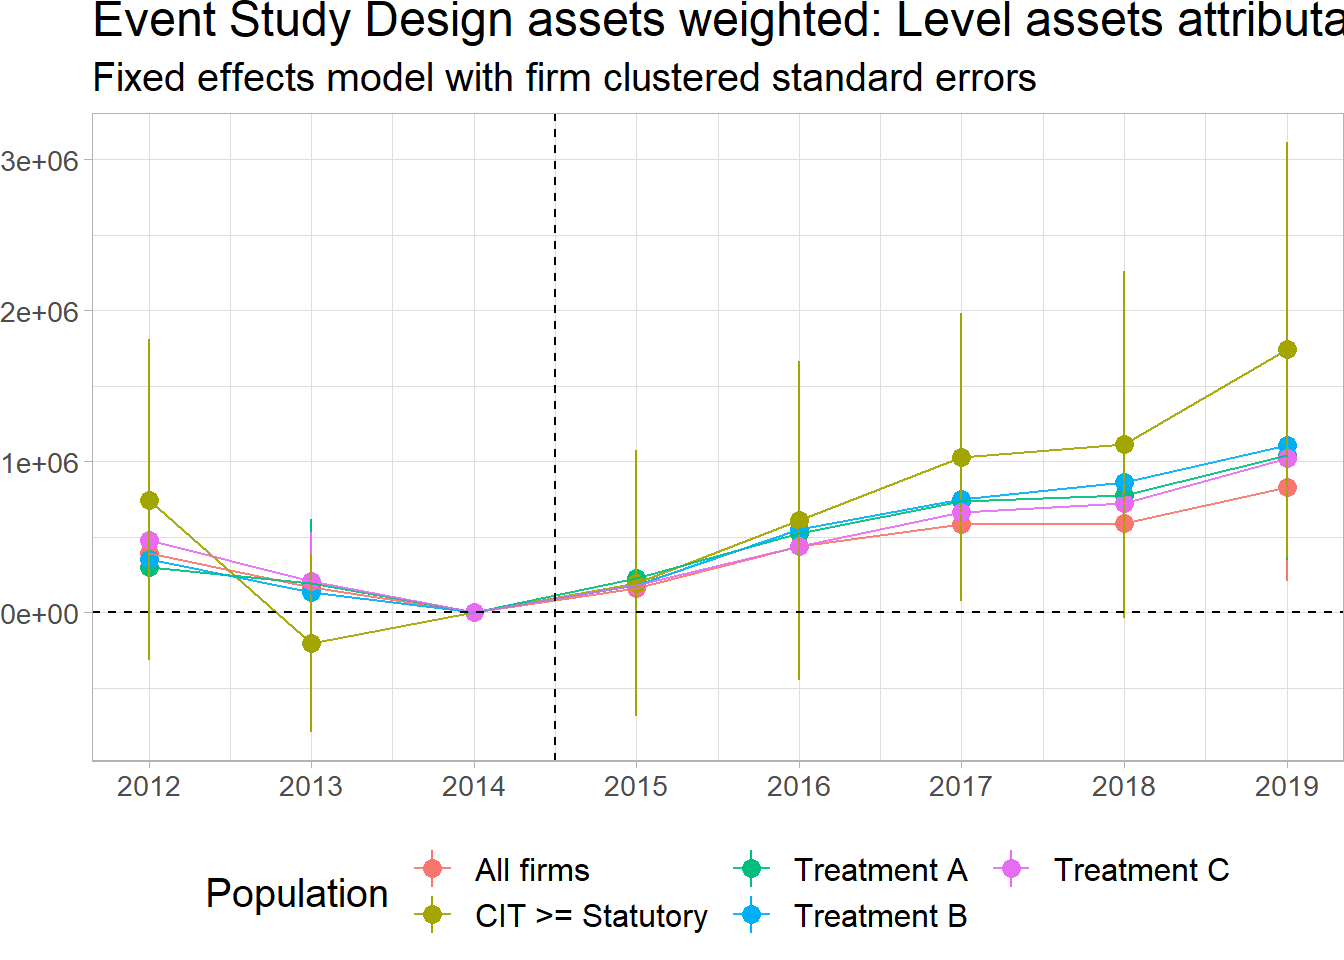 Event Study Design assets weighted: Level assets attributa
Fixed effects model with firm clustered standard errors
3e+06
2e+06
1e+06
0e+00
2012 2013 2014 2015 2016 2017 2018 2019
Population
All firms
CIT >= Statutory
Treatment A
Treatment B
Treatment C